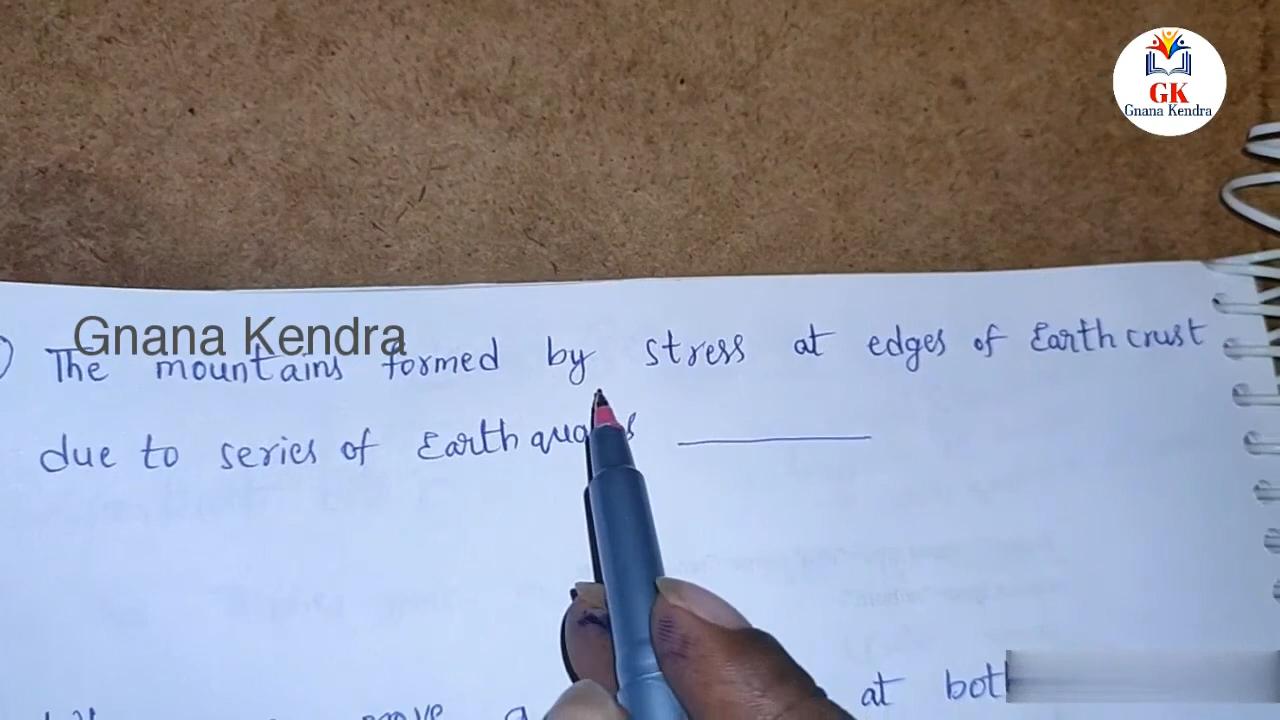 GK
Gnana Kendra
Gnana Kendra
The mountains formed by stress at edges of Earth crust
due to series of Earth
at